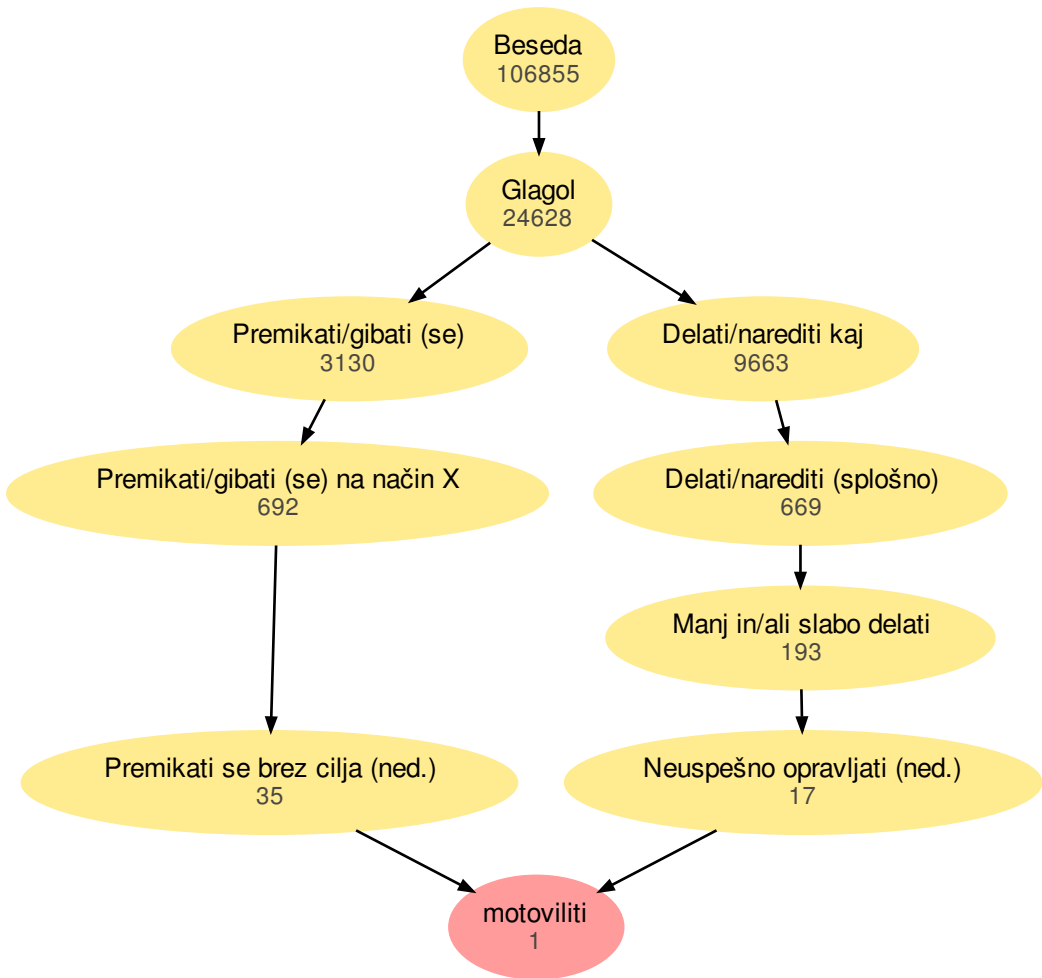 Beseda
106855
Glagol
24628
Premikati/gibati (se)
3130
Delati/narediti kaj
9663
Premikati/gibati (se) na način X
692
Delati/narediti (splošno)
669
Manj in/ali slabo delati
193
Premikati se brez cilja (ned.)
35
Neuspešno opravljati (ned.)
17
motoviliti
1